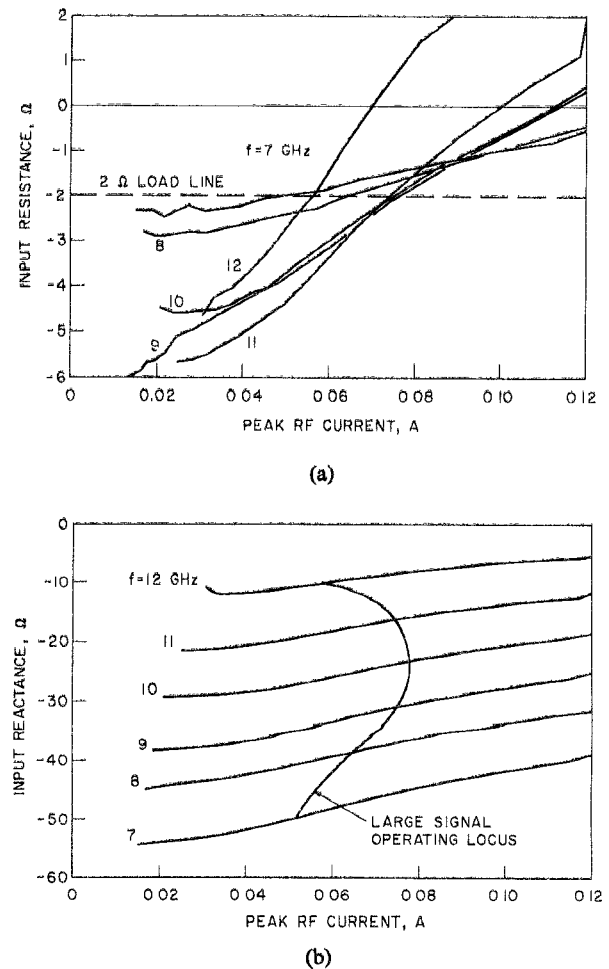 2
1
0
-1
-2
-3
-4
-5
-6
INPUT RESISTANCE, Ω
f=7 GHz
2 Ω LOAD LINE
8
12
10
9
11
0 0.02 0 04 0 06 0 08 0 10 0 12
PEAK RF CURRENT, A
(a)
0
-10
-20
-30
-40
-50
-60
INPUT REACTANCE, Ω
f=12 GHz
11
10
9
8
7
LARGE SIGNAL
OPERATING LOCUS
0 0 02 0 04 0 06 0 08 0 10 0 12
PEAK RF CURRENT, A
(b)